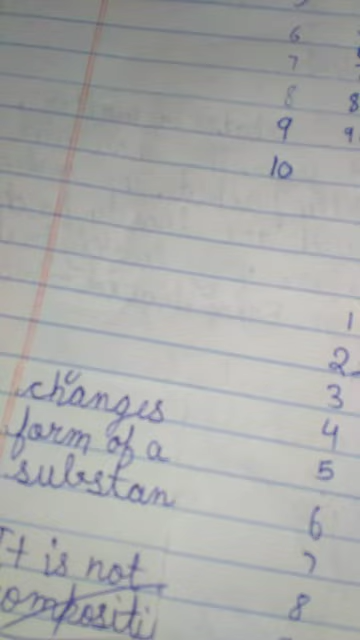 6
7
8 8
9 9
10
1
2
changes 3
form of a 4
substan 5
6
It is not 7
ompositi 8